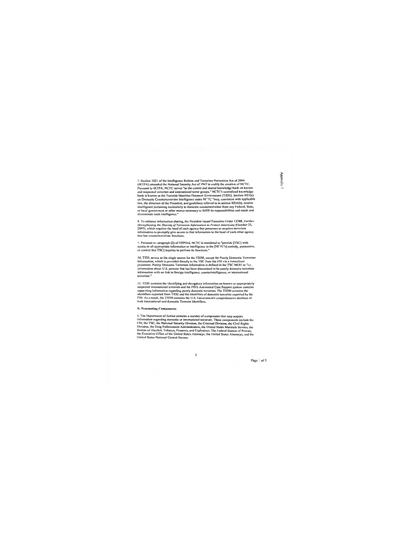 Appendix 1
7. Section 1021 of the Intelligence Reform and Terrorism Prevention Act of 2004
(IRTPA) amended the National Security Act of 1947 to codify the creation of NCTC.
Pursuant to IRTPA, NCTC serves "as the central and shared knowledge bank on known
and suspected terrorists and international terror groups." NCTC's centralized knowledge
bank is known as the Terrorist Identities Datamart Environment (TIDE).
on Domestic Counterterrorism Intelligence states NCTC "may, consistent with applicable
law, the direction of the President, and guidelines referred to in section
intelligence pertaining exclusively to domestic counterterrorism from any Federal, State,
or local government or other source necessary to fulfill its responsibilities and retain and
disseminate such intelligence."
8. To enhance information sharing, the President issued Executive Order 13388, Further
Strengthening the Sharing of Terrorism Information to Protect Americans (October 25,
2005), which requires the head of each agency that possesses or acquires terrorism
information to promptly give access to that information to the head of each other agency
that has counterterrorism functions.
9. Pursuant to paragraph (2) of HSPD-6, NCTC is mandated to "provide [TSC] with
access to all appropriate information or intelligence in the [NCTC's] custody, possession,
or control that [TSC] requires to perform its functions."
10. TIDE serves as the single source for the TSDB, except for Purely Domestic Terrorism
Information, which is provided directly to the TSC from the FBI via a formalized
procedure. Purely Domestic Terrorism Information is defined in the TSC MOU as
information about U.S. persons that has been determined to be purely domestic terrorism
information with no link to foreign intelligence, counterintelligence, or international
terrorism."
11. TIDE contains the identifying and derogatory information on known or appropriately
suspected international terrorists and the FBI's Automated Case Support system contains
supporting information regarding purely domestic terrorists. The TSDB contains the
identifiers exported from TIDE and the identifiers of domestic terrorists exported by the
FBI. As a result, the TSDB contains the U.S. Government's comprehensive database of
both international and domestic Terrorist Identifiers.
B. Nominating Components
1. The Department of Justice contains a number of components that may acquire
information regarding domestic or international terrorists. These components include the
FBI, the TSC, the National Security Division, the Criminal Division, the Civil Rights
Division, the Drug Enforcement Administration, the United States Marshals Service, the
Bureau of Alcohol, Tobacco, Firearms, and Explosives, The Federal Bureau of Prisons,
the Executive Office of the United States Attorneys, the United States Attorneys, and the
United States National Central Bureau.
Page of 5